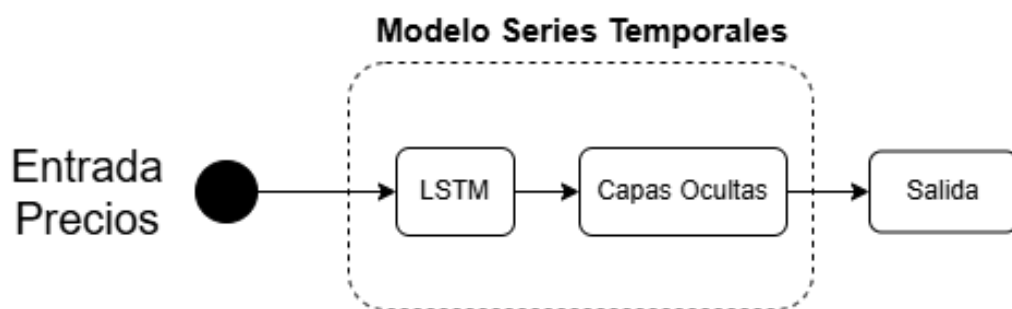 Modelo Series Temporales
Entrada
Precios
LSTM
Capas Ocultas
Salida